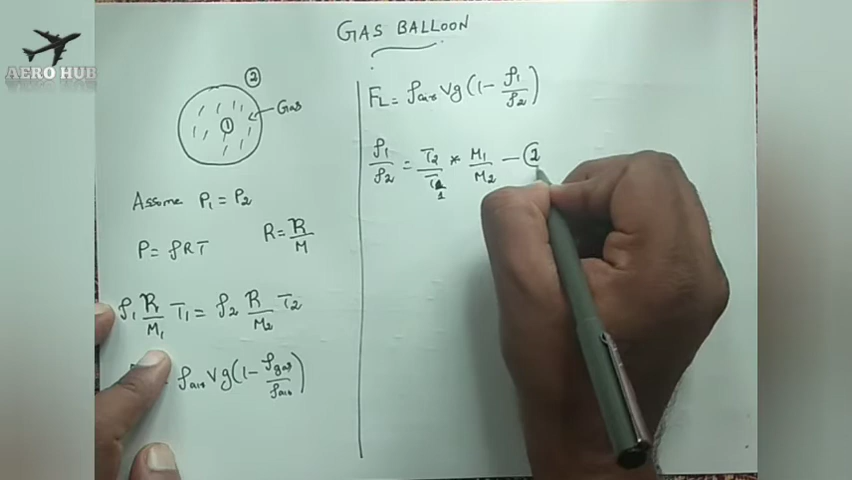 GAS BALLOON
AERO HUB
②
Gas
①
Assume P₁ = P₂
P = ρRT
R = R/M
ρ₁ R/M₁ T₁ = ρ₂ R/M₂ T₂
ρair Vg(1 - ρgas/ρair)
FL = ρair Vg(1 - ρ₁/ρ₂)
ρ₁/ρ₂ = T₂/T₁ * M₁/M₂ — ②